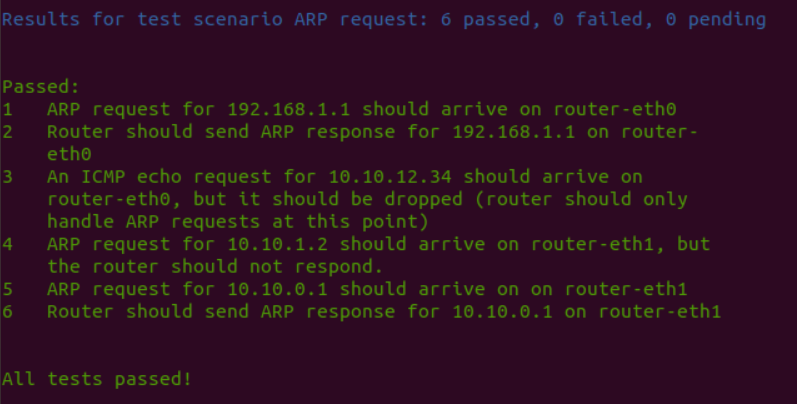 Results for test scenario ARP request: 6 passed, 0 failed, 0 pending
Passed:
1 ARP request for 192.168.1.1 should arrive on router-eth0
2 Router should send ARP response for 192.168.1.1 on router-
eth0
3 An ICMP echo request for 10.10.12.34 should arrive on
router-eth0, but it should be dropped (router should only
handle ARP requests at this point)
4 ARP request for 10.10.1.2 should arrive on router-eth1, but
the router should not respond.
5 ARP request for 10.10.0.1 should arrive on on router-eth1
6 Router should send ARP response for 10.10.0.1 on router-eth1
All tests passed!